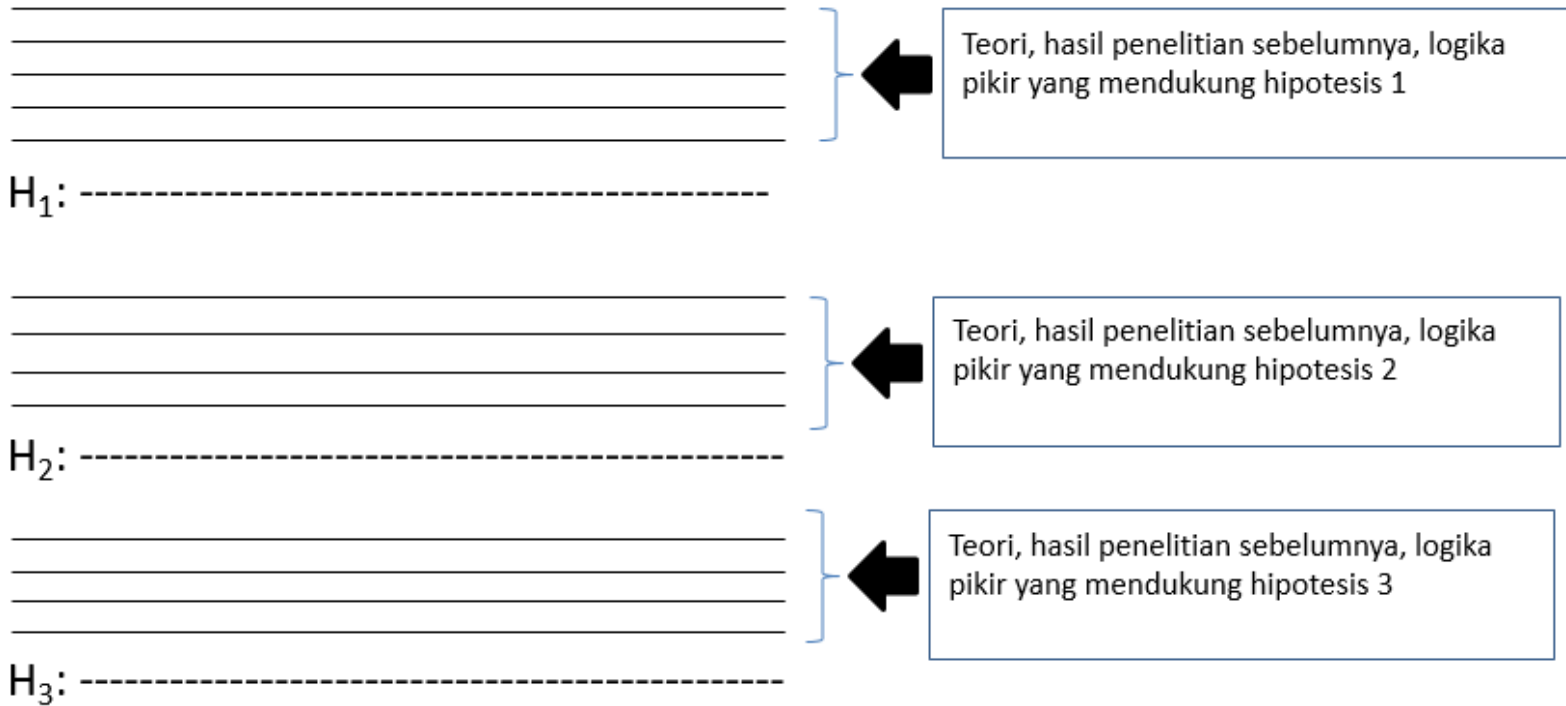 Teori, hasil penelitian sebelumnya, logika
pikir yang mendukung hipotesis 1
H₁: ----------------------------------------------
Teori, hasil penelitian sebelumnya, logika
pikir yang mendukung hipotesis 2
H₂: -----------------------------------------------
Teori, hasil penelitian sebelumnya, logika
pikir yang mendukung hipotesis 3
H₃: -----------------------------------------------